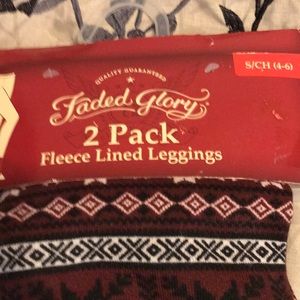 QUALITY GUARANTEED
Faded Glory
S/CH (4-6)
2 Pack
Fleece Lined Leggings